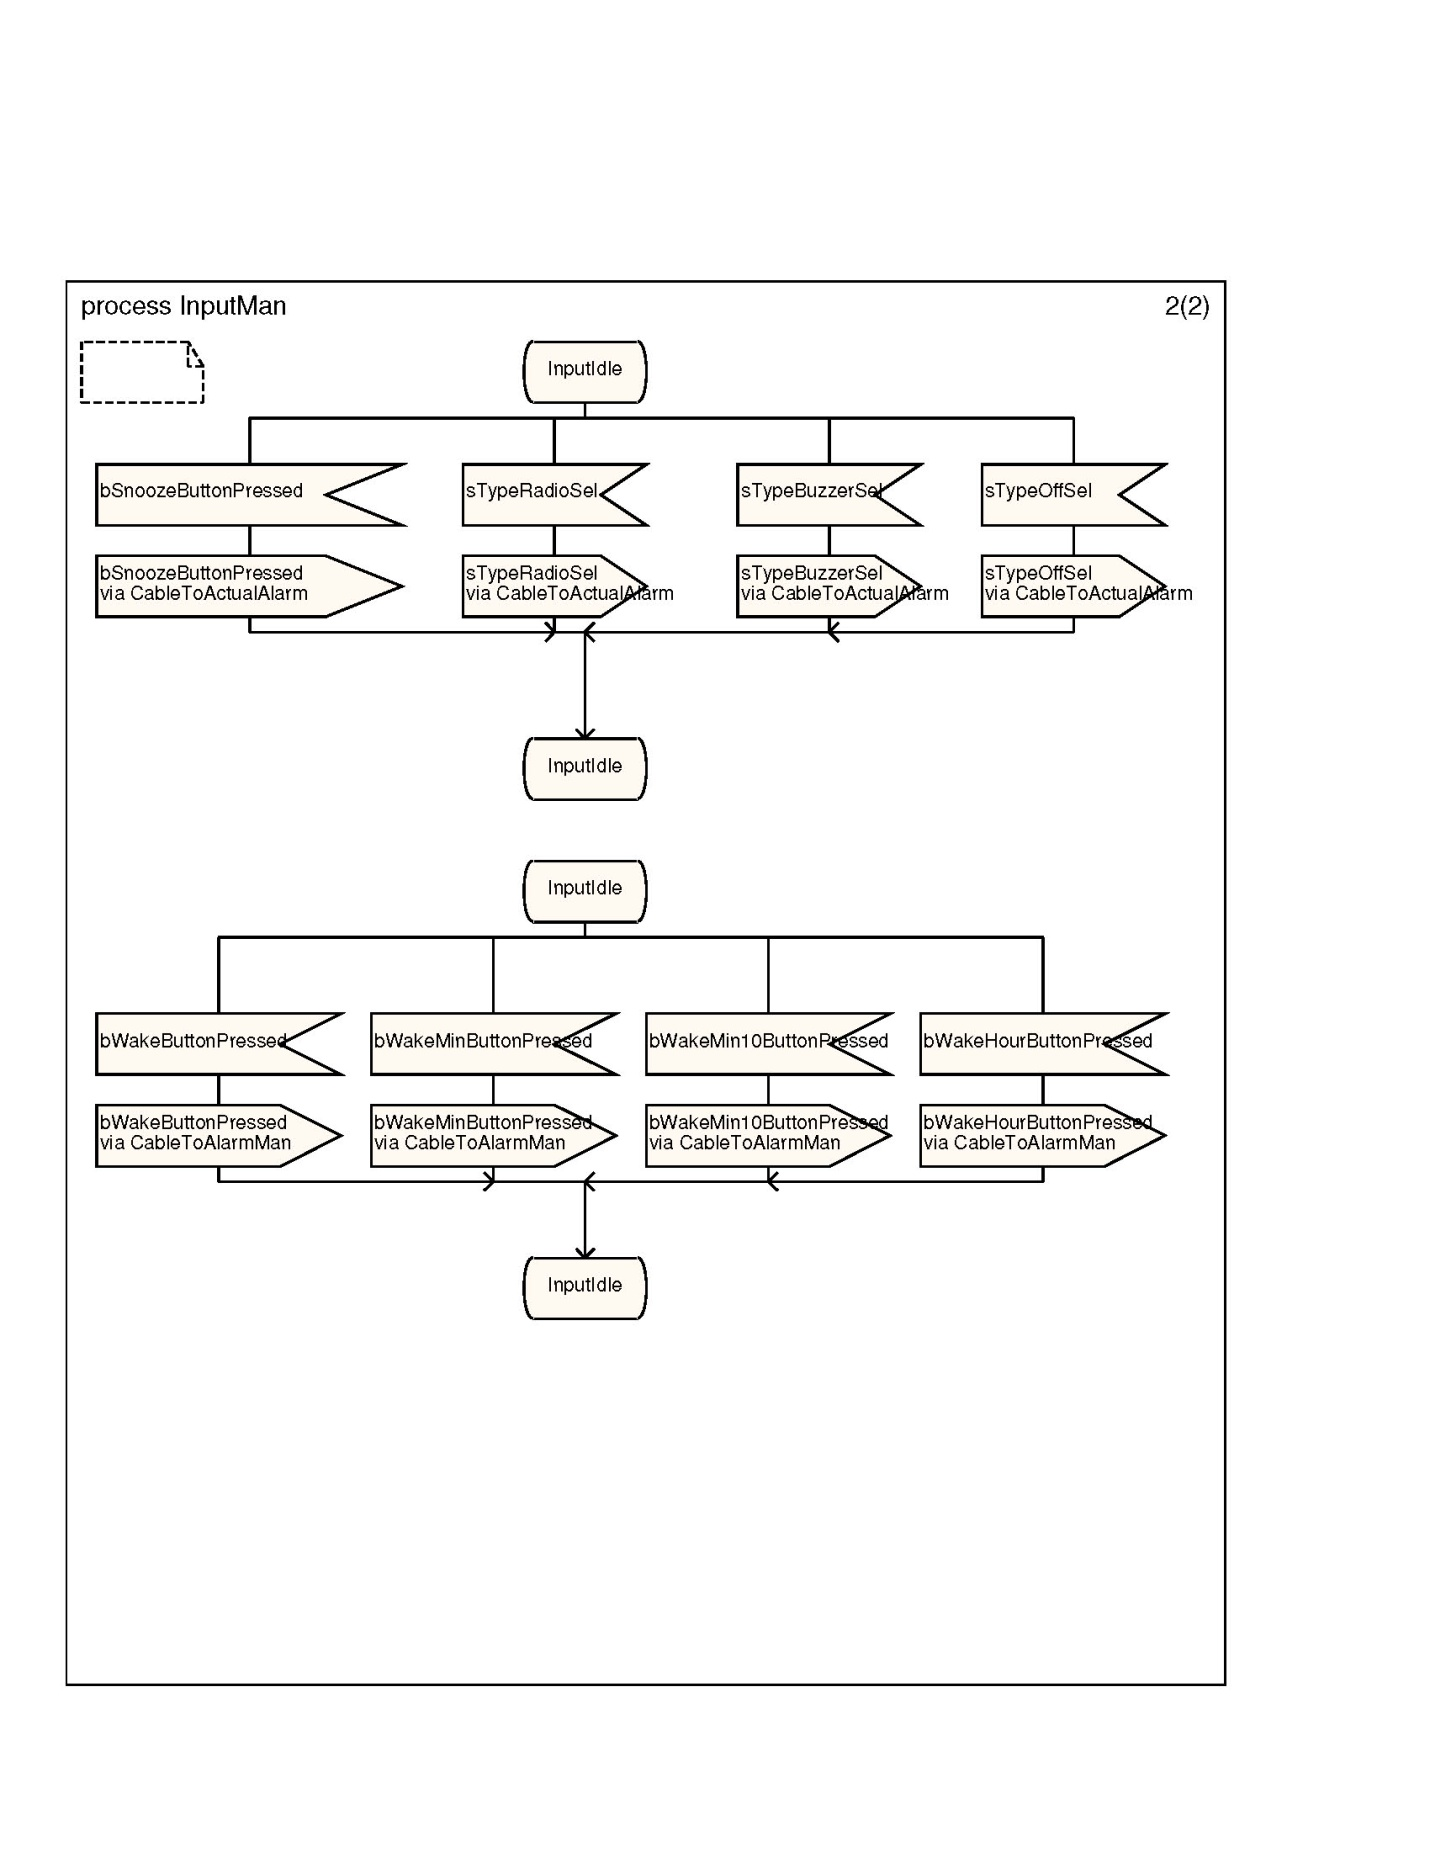 process InputMan
2(2)
InputIdle
bSnoozeButtonPressed
sTypeRadioSel
sTypeBuzzerSel
sTypeOffSel
bSnoozeButtonPressed
via CableToActualAlarm
sTypeRadioSel
via CableToActualAlarm
sTypeBuzzerSel
via CableToActualAlarm
sTypeOffSel
via CableToActualAlarm
InputIdle
InputIdle
bWakeButtonPressed
bWakeMinButtonPressed
bWakeMin10ButtonPressed
bWakeHourButtonPressed
bWakeButtonPressed
via CableToAlarmMan
bWakeMinButtonPressed
via CableToAlarmMan
bWakeMin10ButtonPressed
via CableToAlarmMan
bWakeHourButtonPressed
via CableToAlarmMan
InputIdle